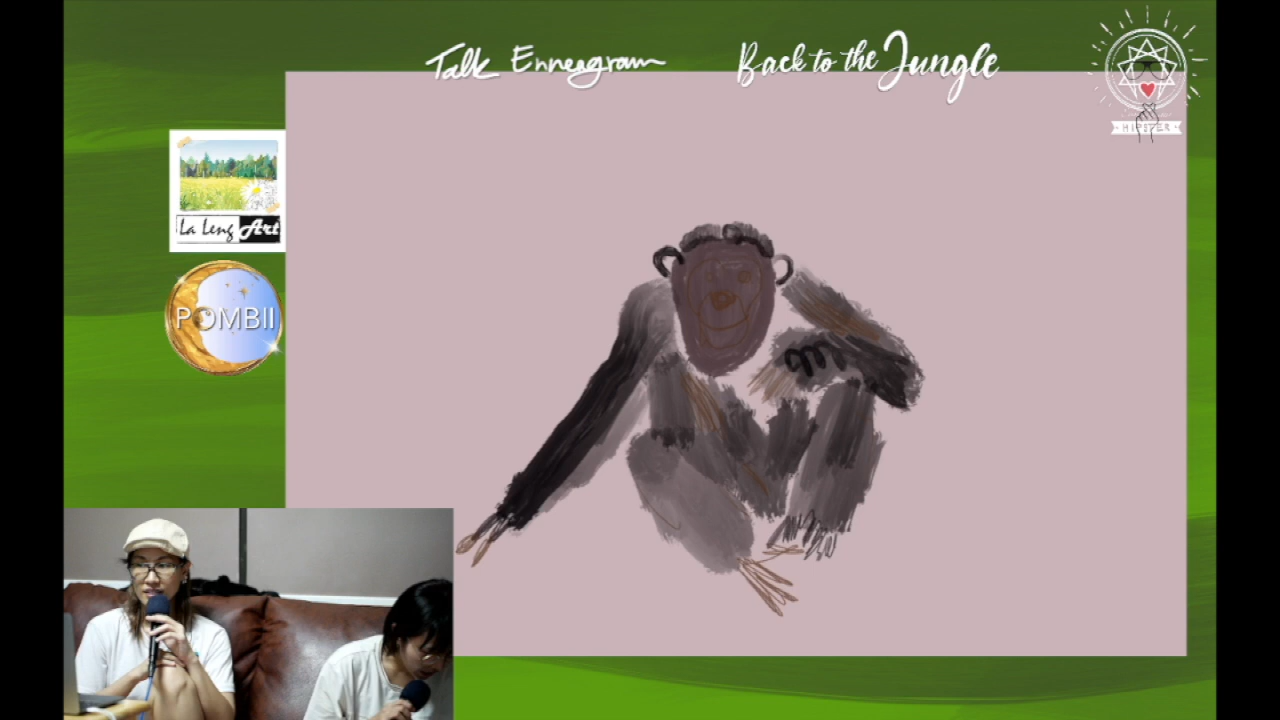 Talk Enneagram
Back to the Jungle
HIPSTER
La Leng Art
POMBII